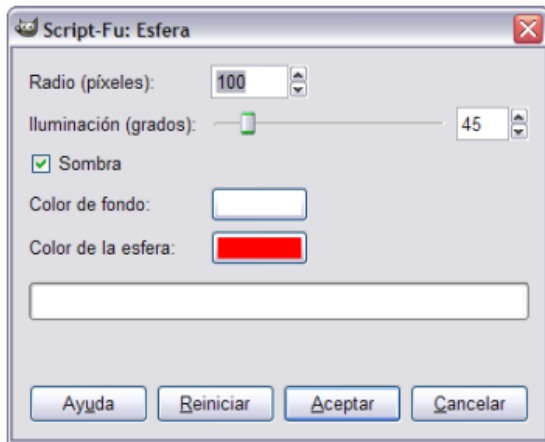 Script-Fu: Esfera
Radio (píxeles): 100
Iluminación (grados): 45
Sombra
Color de fondo:
Color de la esfera:
Ayuda Reiniciar Aceptar Cancelar